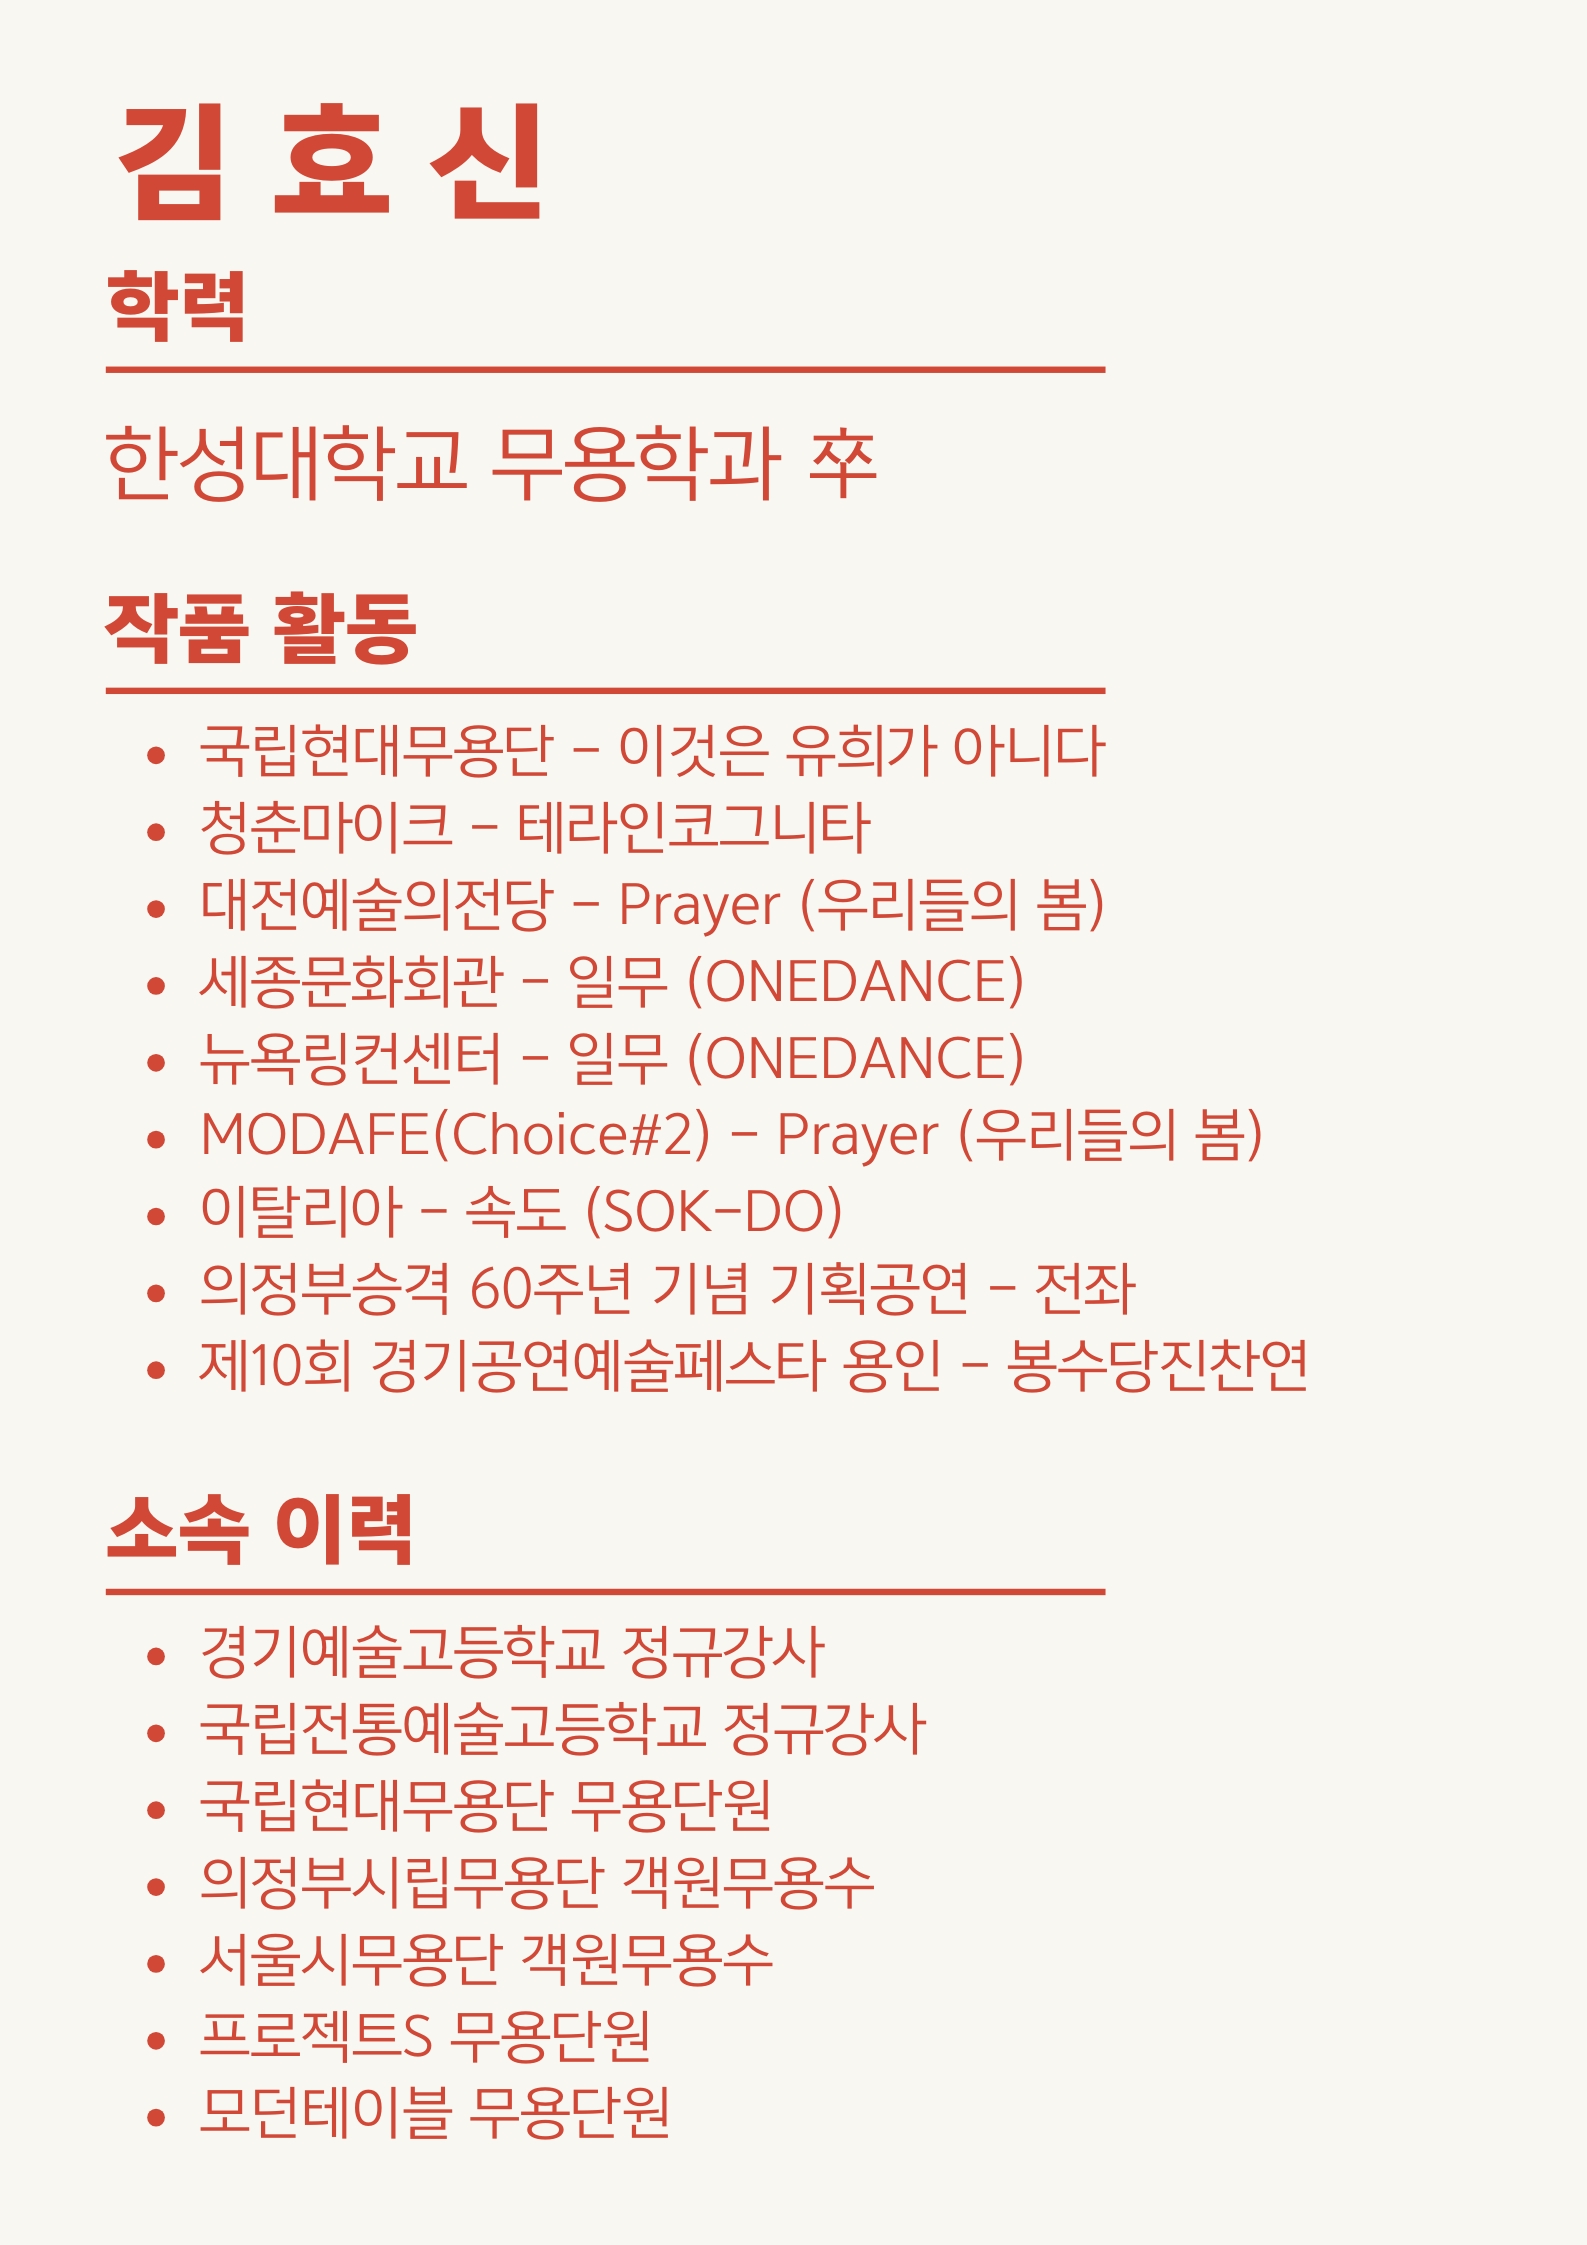 김 효 신
학력
한성대학교 무용학과 卒
작품 활동
• 국립현대무용단 - 이것은 유희가 아니다
• 청춘마이크 - 테라인코그니타
• 대전예술의전당 - Prayer (우리들의 봄)
• 세종문화회관 - 일무 (ONEDANCE)
• 뉴욕링컨센터 - 일무 (ONEDANCE)
• MODAFE(Choice#2) - Prayer (우리들의 봄)
• 이탈리아 - 속도 (SOK-DO)
• 의정부승격 60주년 기념 기획공연 - 전좌
• 제10회 경기공연예술페스타 용인 - 봉수당진찬연
소속 이력
• 경기예술고등학교 정규강사
• 국립전통예술고등학교 정규강사
• 국립현대무용단 무용단원
• 의정부시립무용단 객원무용수
• 서울시무용단 객원무용수
• 프로젝트S 무용단원
• 모던테이블 무용단원